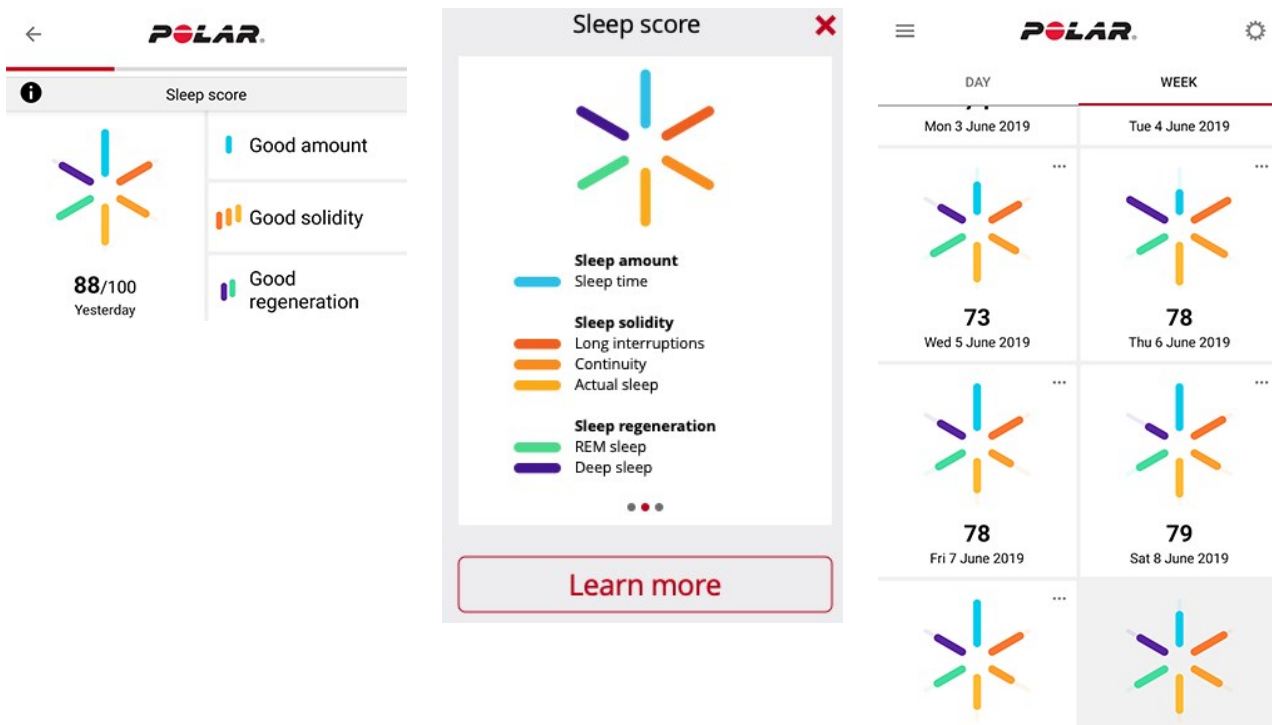 POLAR
Sleep score
Good amount
Good solidity
Good
regeneration
88/100
Yesterday
Sleep score
Sleep amount
Sleep time
Sleep solidity
Long interruptions
Continuity
Actual sleep
Sleep regeneration
REM sleep
Deep sleep
Learn more
POLAR
DAY
WEEK
Mon 3 June 2019
Tue 4 June 2019
73
Wed 5 June 2019
78
Thu 6 June 2019
78
Fri 7 June 2019
79
Sat 8 June 2019